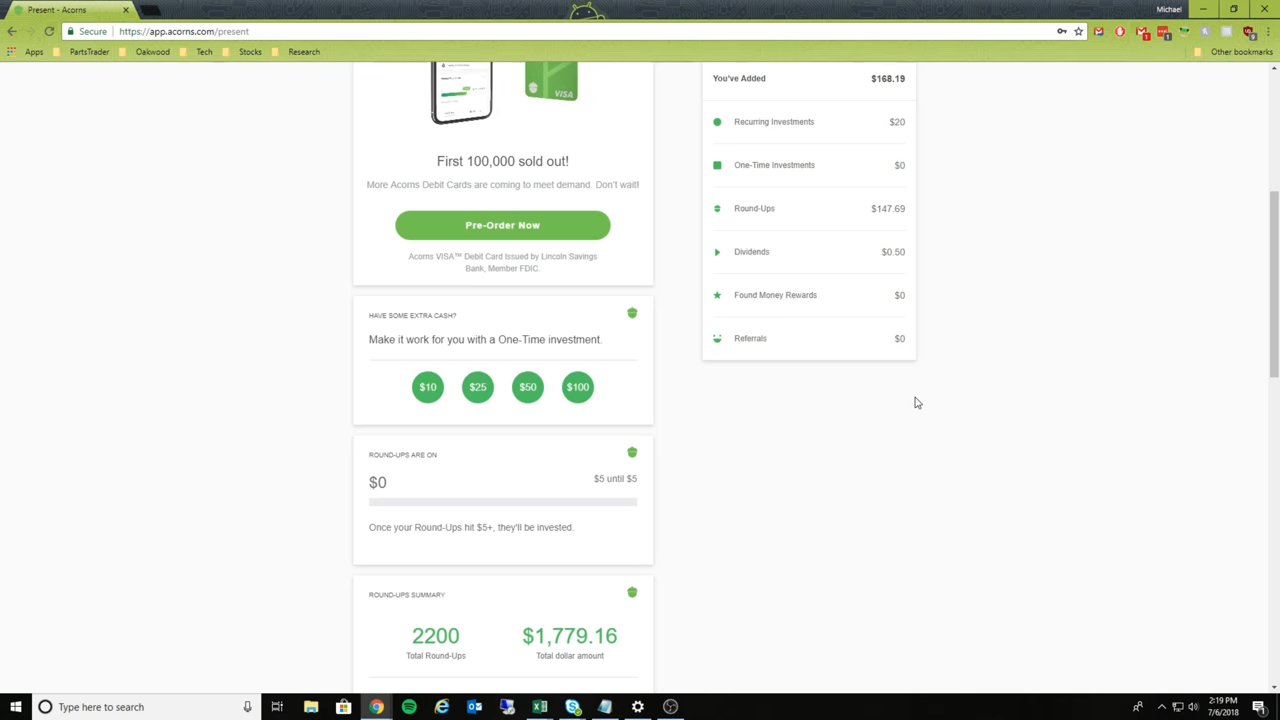 Present - Acorns
Michael
Secure
https://app.acorns.com/present
Apps
PartsTrader
Oakwood
Tech
Stocks
Research
Other bookmarks
VISA
First 100,000 sold out!
More Acorns Debit Cards are coming to meet demand. Don't wait!
Pre-Order Now
Acorns VISA™ Debit Card Issued by Lincoln Savings
Bank, Member FDIC.
HAVE SOME EXTRA CASH?
Make it work for you with a One-Time investment.
$10 $25 $50 $100
ROUND-UPS ARE ON
$0 $5 until $5
Once your Round-Ups hit $5+, they'll be invested.
ROUND-UPS SUMMARY
2200 $1,779.16
Total Round-Ups Total dollar amount
You've Added $168.19
Recurring Investments $20
One-Time Investments $0
Round-Ups $147.69
Dividends $0.50
Found Money Rewards $0
Referrals $0
Type here to search
2:19 PM
7/6/2018